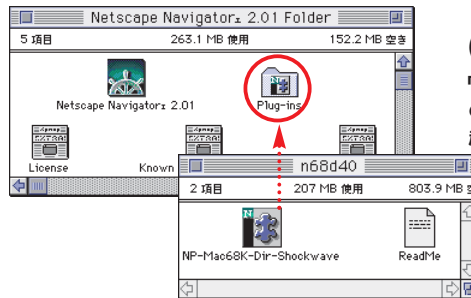 Netscape Navigator™ 2.01 Folder
5 項目 263.1 MB 使用 152.2 MB 空き
Netscape Navigator™ 2.01
Plug-ins
License
Known
n68d40
2 項目 207 MB 使用 803.9 MB
NP-Mac68K-Dir-Shockwave
ReadMe